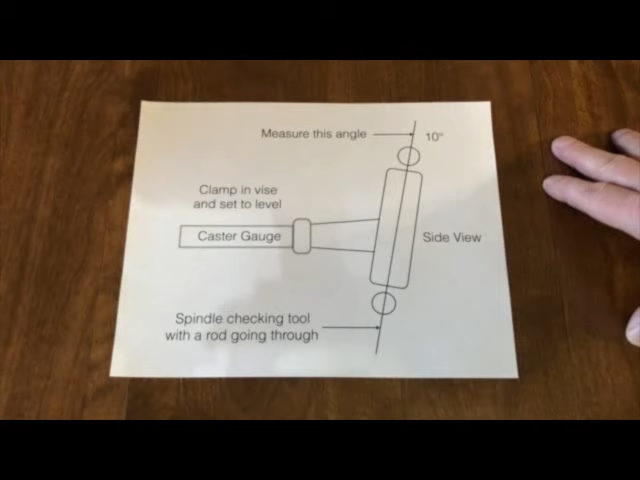 Measure this angle
10°
Clamp in vise
and set to level
Caster Gauge
Side View
Spindle checking tool
with a rod going through